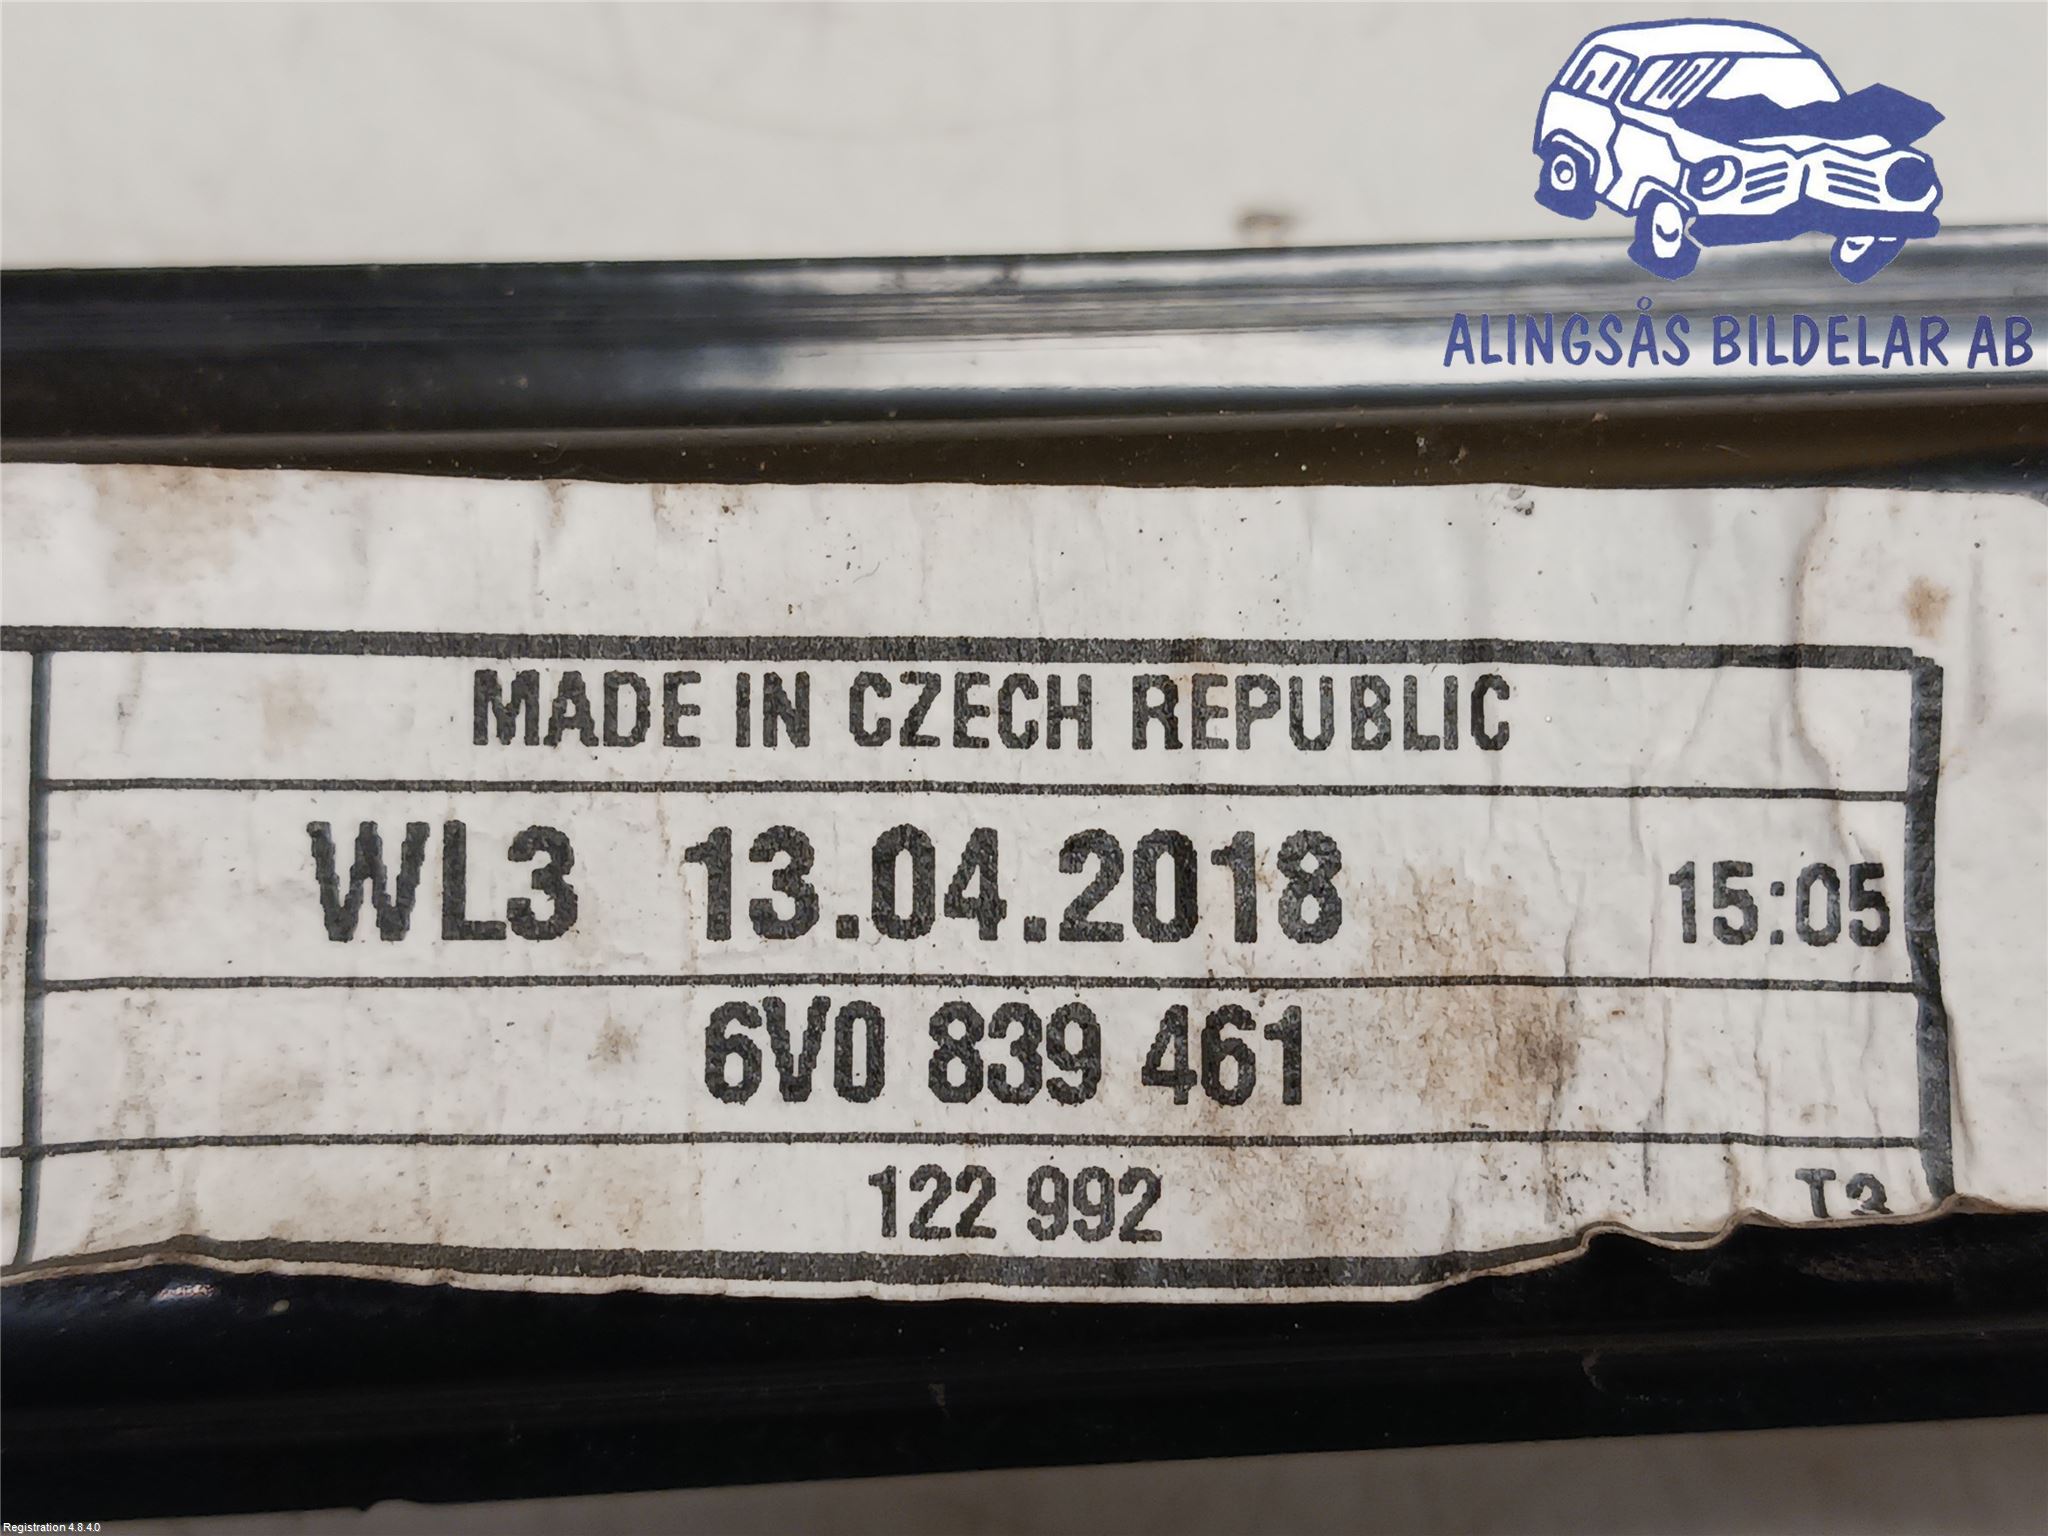 ALINGSÅS BILDELAR AB
MADE IN CZECH REPUBLIC
WL3 13.04.2018 15:05
6V0 839 461
122 992 T3
Registration 4.8.4.0